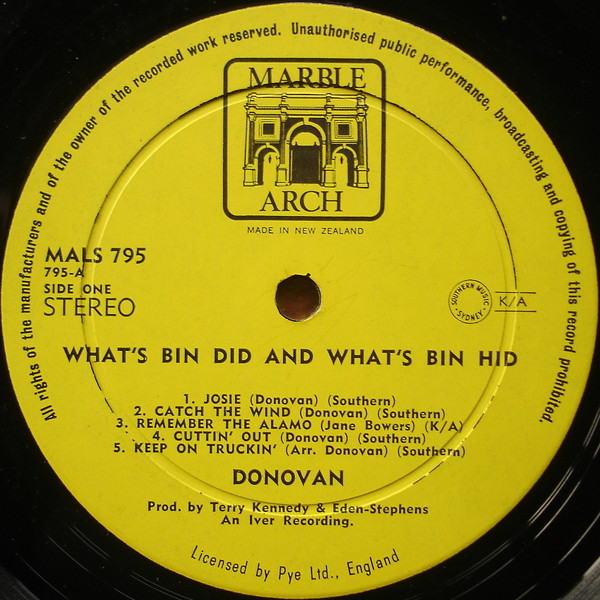 All rights of the manufacturers and of the owner of the recorded work reserved. Unauthorised public performance, broadcasting and copying of this record prohibited.
MARBLE
ARCH
MADE IN NEW ZEALAND
MALS 795
795-A
SIDE ONE
STEREO
SOUTHERN MUSIC
• SYDNEY •
K/A
WHAT'S BIN DID AND WHAT'S BIN HID
1. JOSIE (Donovan) (Southern)
2. CATCH THE WIND (Donovan) (Southern)
3. REMEMBER THE ALAMO (Jane Bowers) (K/A)
4. CUTTIN' OUT (Donovan) (Southern)
5. KEEP ON TRUCKIN' (Arr. Donovan) (Southern)
DONOVAN
Prod. by Terry Kennedy & Eden-Stephens
An Iver Recording.
Licensed by Pye Ltd., England